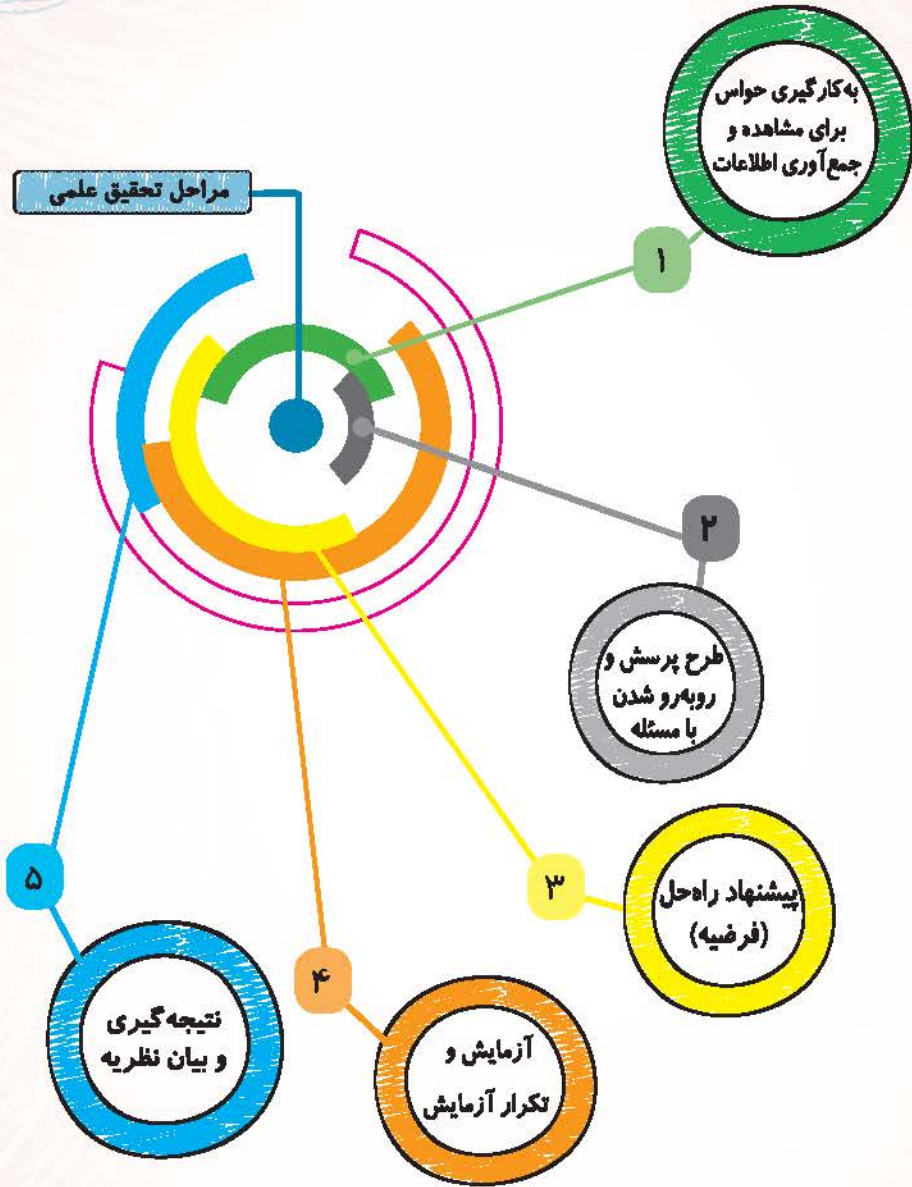 مراحل تحقیق علمی
۱
به‌کارگیری حواس
برای مشاهده و
جمع‌آوری اطلاعات
۲
طرح پرسش و
روبه‌رو شدن
با مسئله
۳
پیشنهاد راه‌حل
(فرضیه)
۴
آزمایش و
تکرار آزمایش
۵
نتیجه‌گیری
و بیان نظریه